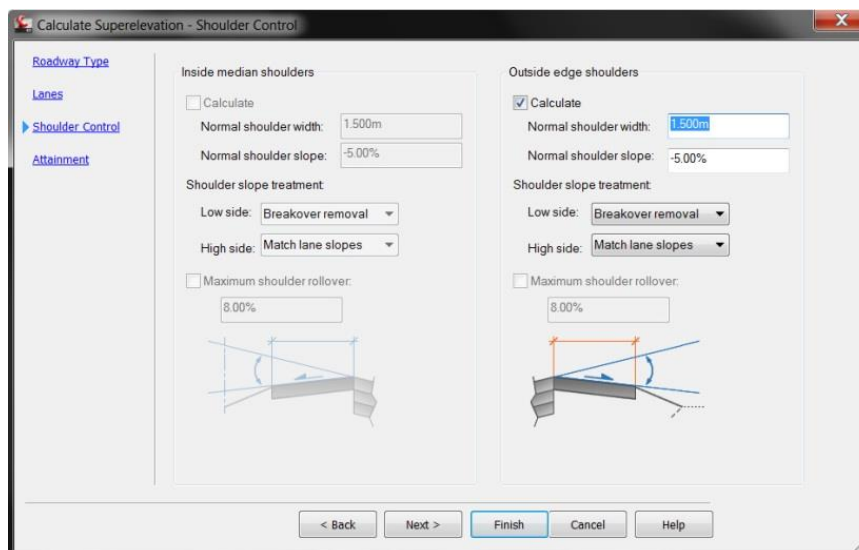 Calculate Superelevation - Shoulder Control
Roadway Type
Lanes
Shoulder Control
Attainment
Inside median shoulders
Calculate
Normal shoulder width: 1.500m
Normal shoulder slope: -5.00%
Shoulder slope treatment:
Low side: Breakover removal
High side: Match lane slopes
Maximum shoulder rollover:
8.00%
Outside edge shoulders
Calculate
Normal shoulder width: 1.500m
Normal shoulder slope: -5.00%
Shoulder slope treatment:
Low side: Breakover removal
High side: Match lane slopes
Maximum shoulder rollover:
8.00%
< Back Next > Finish Cancel Help